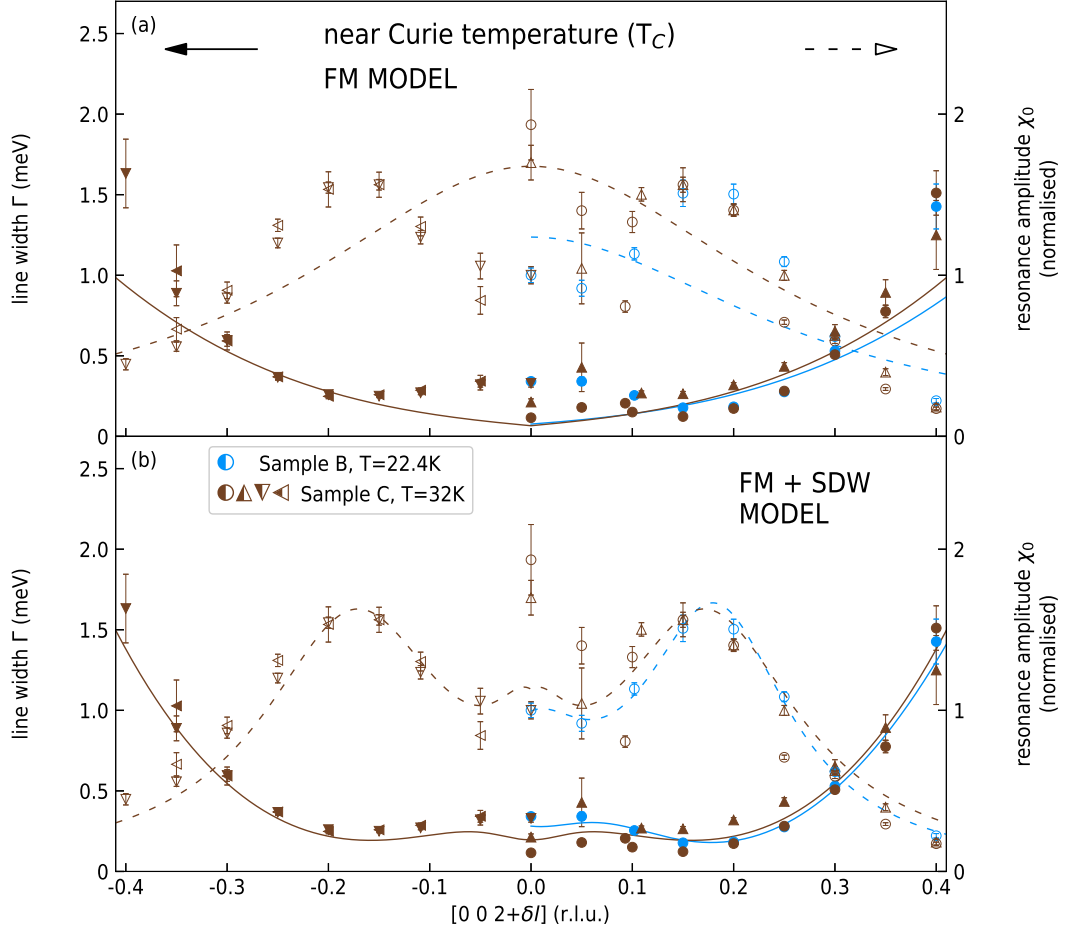 (a)
near Curie temperature (T_C)
FM MODEL
2.5
2.0
1.5
1.0
0.5
0
2
1
0
line width Γ (meV)
resonance amplitude χ₀
(normalised)
(b)
Sample B, T=22.4K
Sample C, T=32K
FM + SDW
MODEL
2.5
2.0
1.5
1.0
0.5
0
2
1
0
line width Γ (meV)
resonance amplitude χ₀
(normalised)
-0.4 -0.3 -0.2 -0.1 0.0 0.1 0.2 0.3 0.4
[0 0 2+δl] (r.l.u.)